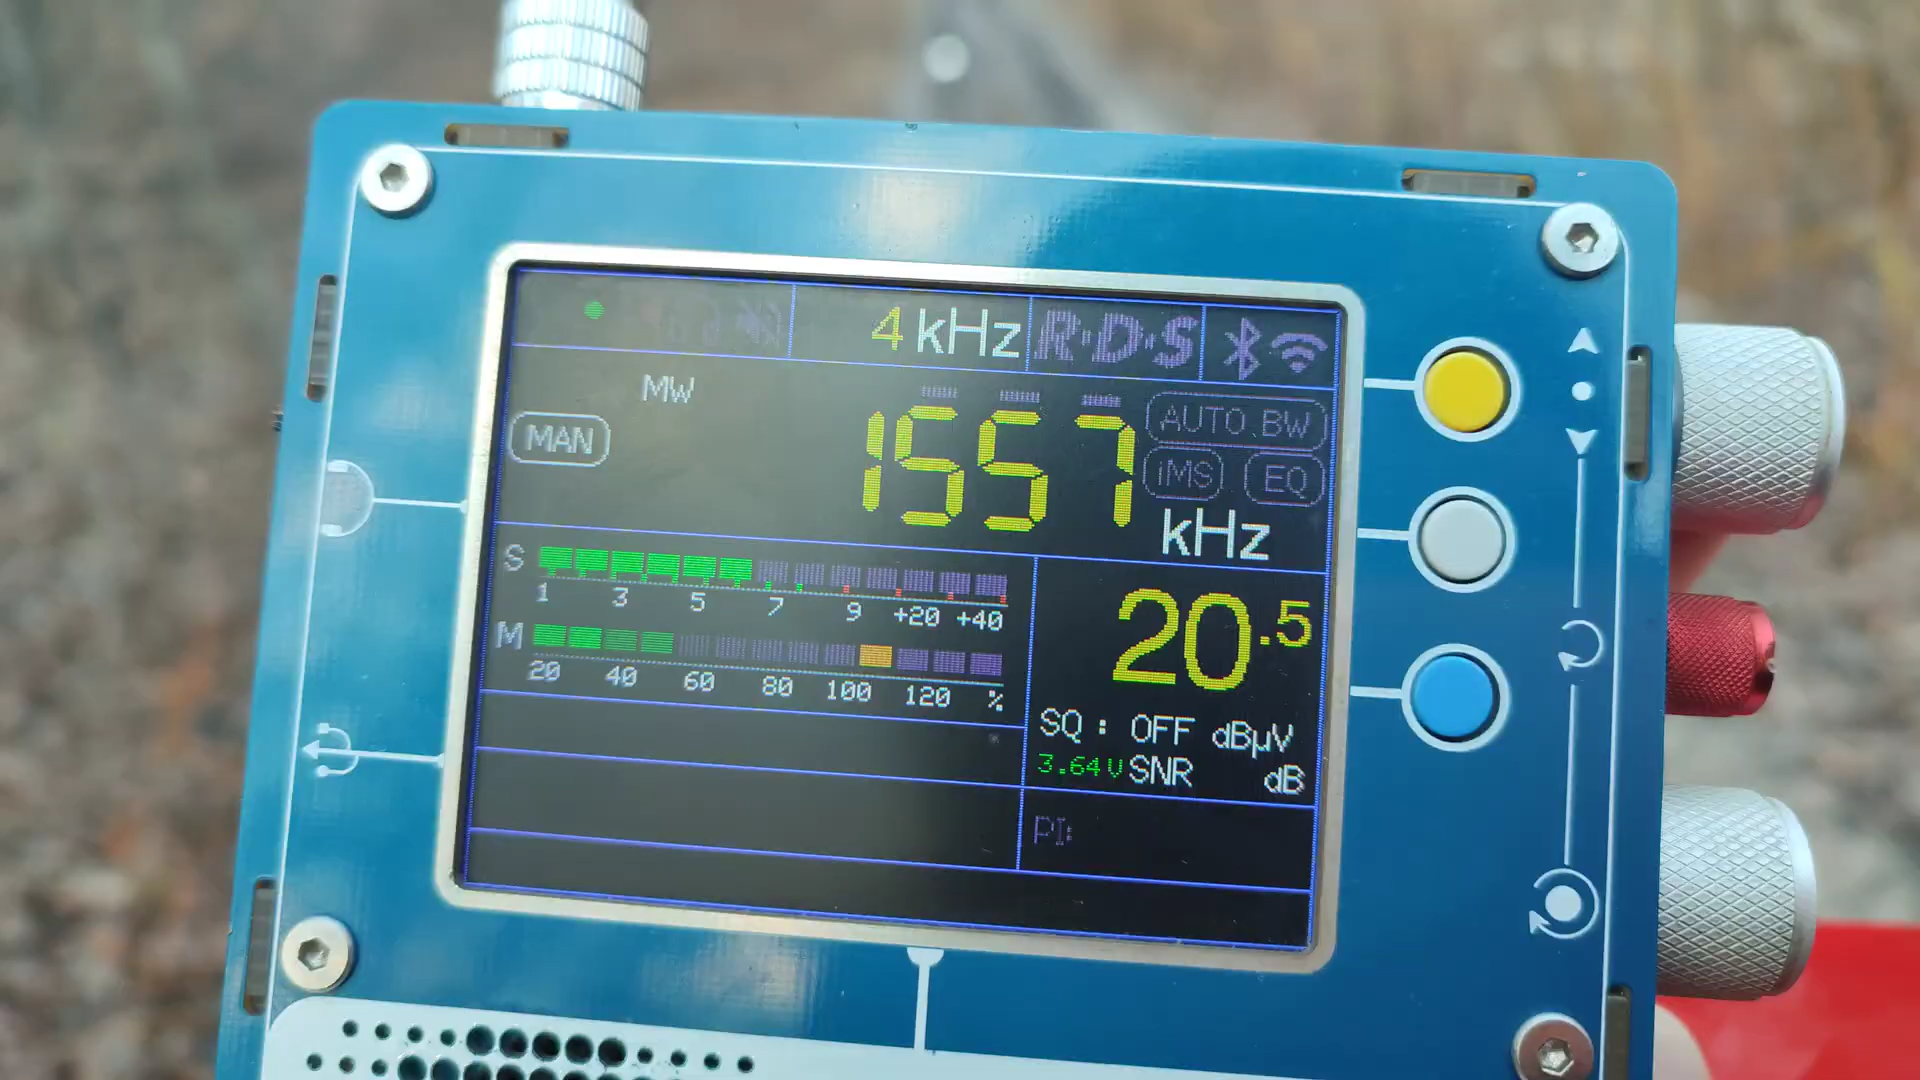 4 kHz R·D·S
MW
MAN
1557
AUTO BW
iMS EQ
kHz
S
1 3 5 7 9 +20 +40
M
20 40 60 80 100 120 %
20.5
SQ : OFF dBµV
3.64V SNR dB
PI: